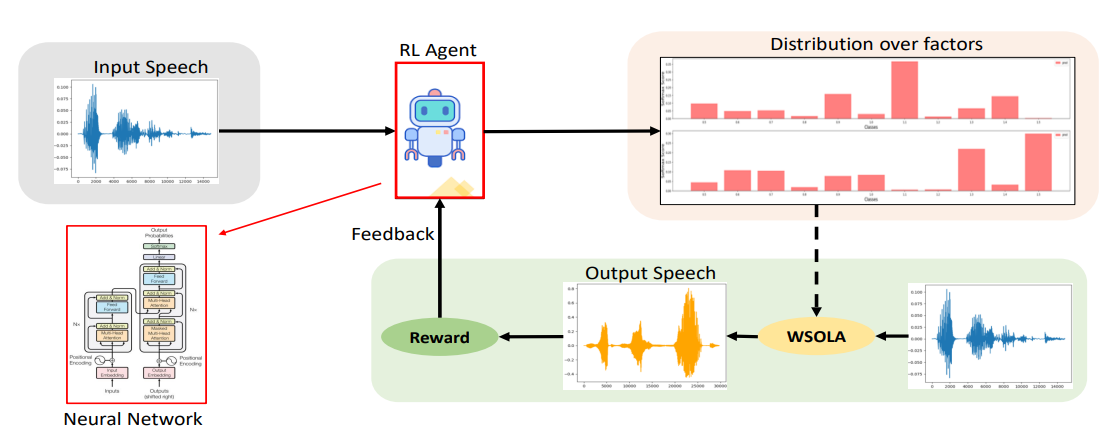 Input Speech
0.100
0.075
0.050
0.025
0.000
-0.025
-0.050
-0.075
0 2000 4000 6000 8000 10000 12000 14000
RL Agent
Distribution over factors
Classes
Classes
Feedback
Output
Probabilities
Softmax
Linear
Add & Norm
Feed
Forward
Add & Norm
Multi-Head
Attention
Add & Norm
Feed
Forward
N×
Add & Norm
Multi-Head
Attention
Add & Norm
Masked
Multi-Head
Attention
N×
Positional
Encoding
Positional
Encoding
Input
Embedding
Output
Embedding
Inputs
Outputs
(shifted right)
Neural Network
Reward
Output Speech
0.8
0.6
0.4
0.2
0.0
-0.2
-0.4
0 5000 10000 15000 20000 25000 30000
WSOLA
0.100
0.075
0.050
0.025
0.000
-0.025
-0.050
-0.075
0 2000 4000 6000 8000 10000 12000 14000